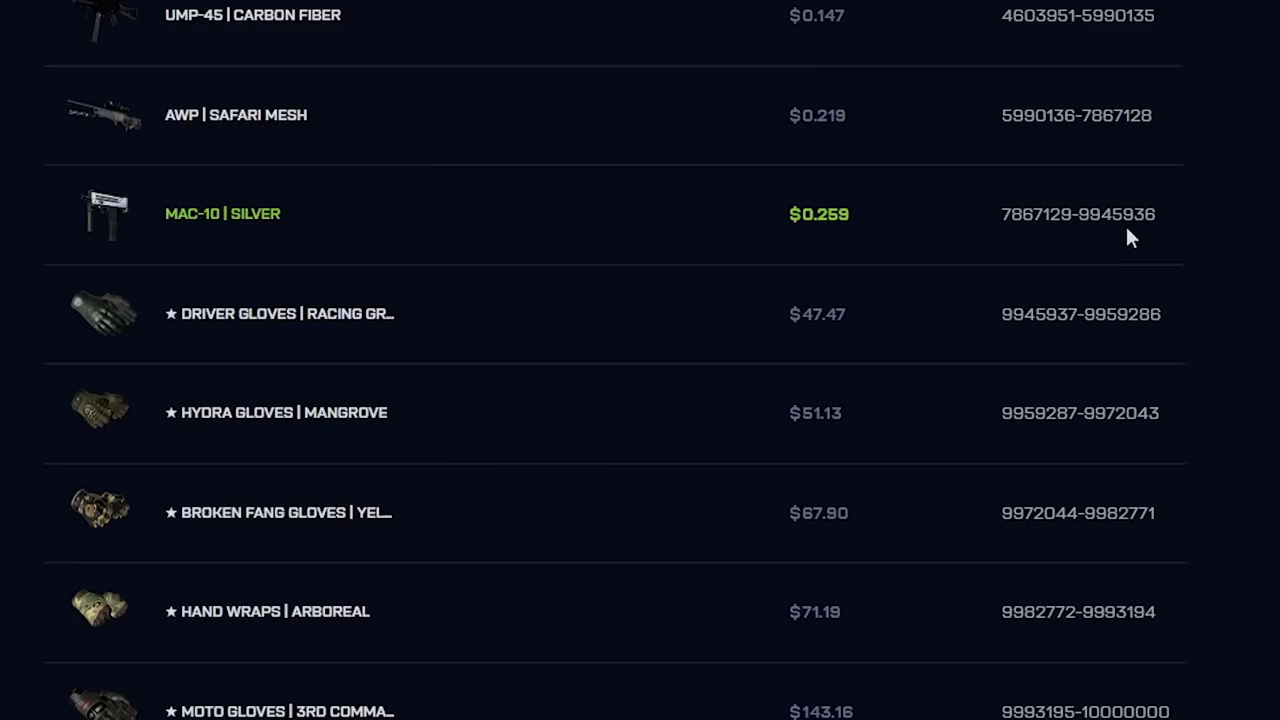 UMP-45 | CARBON FIBER $0.147 4603951-5990135
AWP | SAFARI MESH $0.219 5990136-7867128
MAC-10 | SILVER $0.259 7867129-9945936
★ DRIVER GLOVES | RACING GR... $47.47 9945937-9959286
★ HYDRA GLOVES | MANGROVE $51.13 9959287-9972043
★ BROKEN FANG GLOVES | YEL... $67.90 9972044-9982771
★ HAND WRAPS | ARBOREAL $71.19 9982772-9993194
★ MOTO GLOVES | 3RD COMMA... $143.16 9993195-10000000